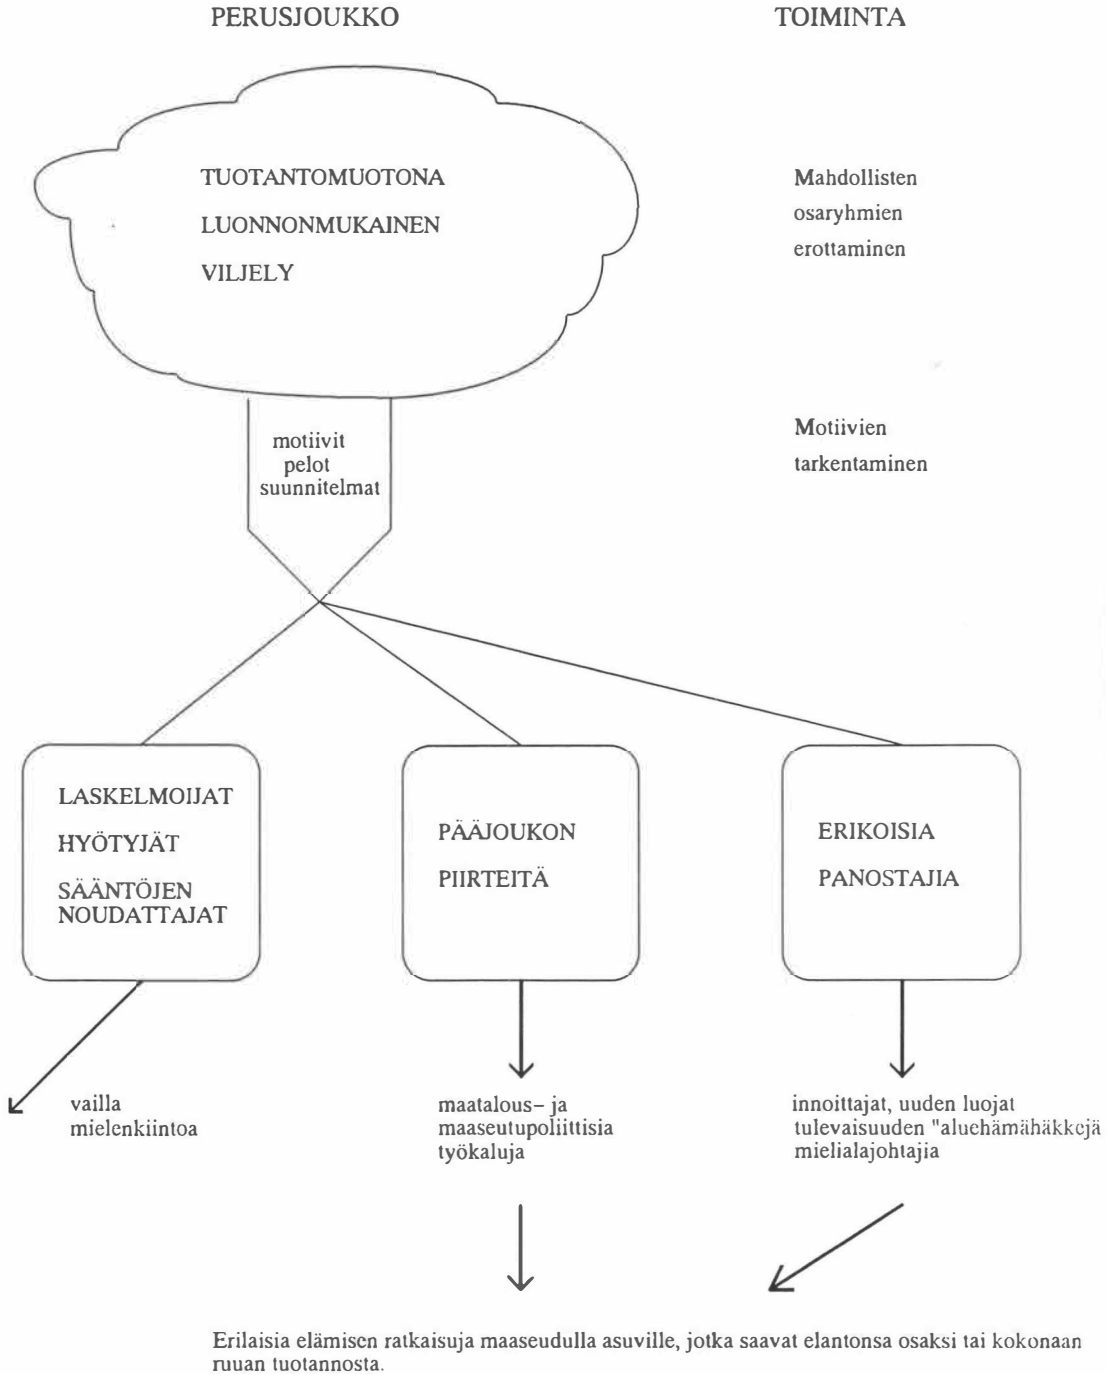 PERUSJOUKKO
TOIMINTA
TUOTANTOMUOTONA
LUONNONMUKAINEN
VILJELY
Mahdollisten
osaryhmien
erottaminen
motiivit
pelot
suunnitelmat
Motiivien
tarkentaminen
LASKELMOIJAT
HYÖTYJÄT
SÄÄNTÖJEN
NOUDATTAJAT
PÄÄJOUKON
PIIRTEITÄ
ERIKOISIA
PANOSTAJIA
vailla
mielenkiintoa
maatalous- ja
maaseutupoliittisia
työkaluja
innoittajat, uuden luojat
tulevaisuuden "aluehämähäkkejä
mielialajohtajia
Erilaisia elämisen ratkaisuja maaseudulla asuville, jotka saavat elantonsa osaksi tai kokonaan
ruuan tuotannosta.